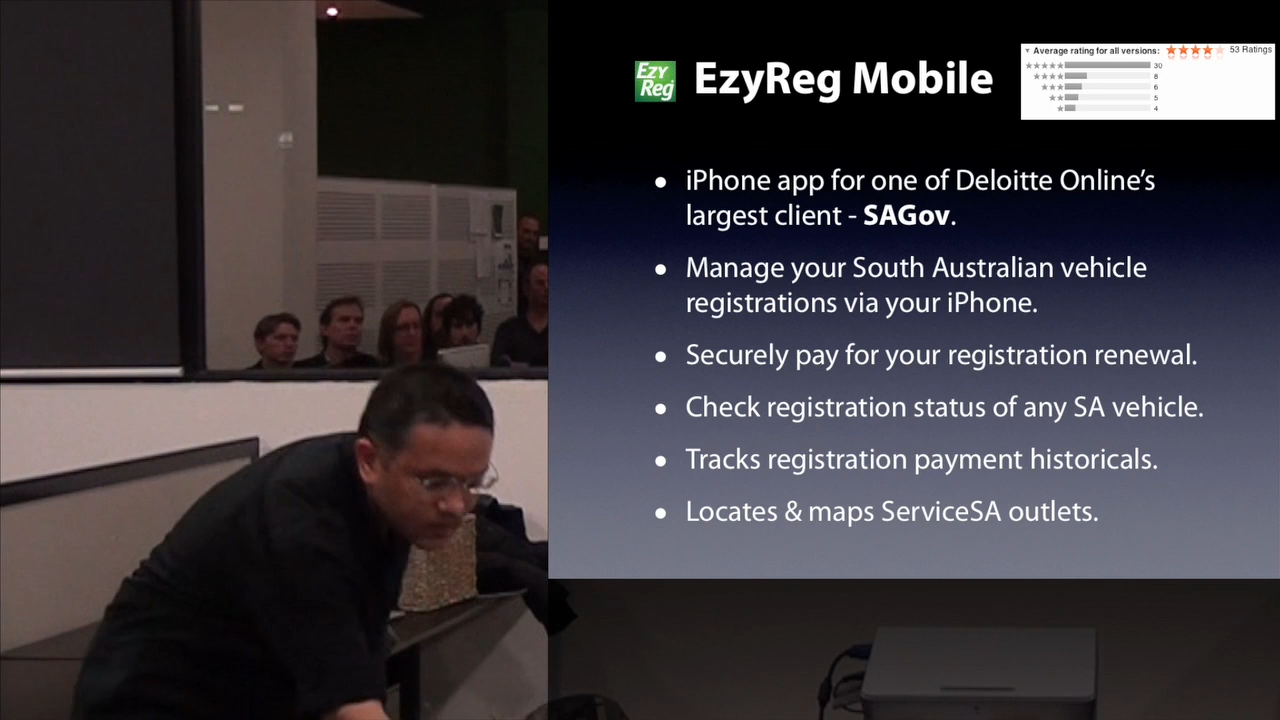 Ezy
Reg
EzyReg Mobile
Average rating for all versions:
53 Ratings
30
8
6
5
4
• iPhone app for one of Deloitte Online’s
largest client - SAGov.
• Manage your South Australian vehicle
registrations via your iPhone.
• Securely pay for your registration renewal.
• Check registration status of any SA vehicle.
• Tracks registration payment historicals.
• Locates & maps ServiceSA outlets.